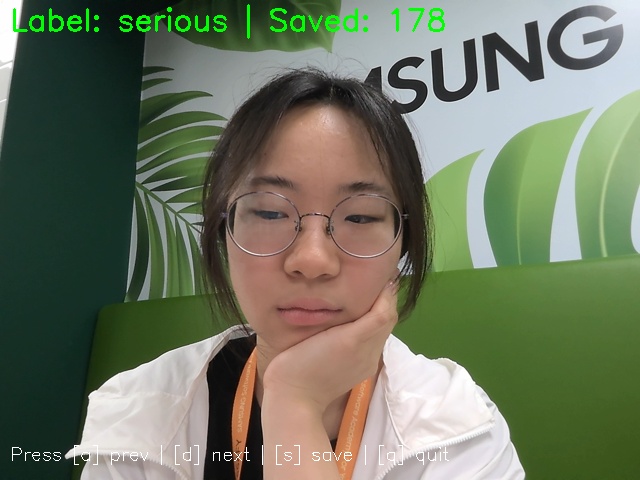 Label: serious | Saved: 178
MSUNG
Press [a] prev | [d] next | [s] save | [q] quit